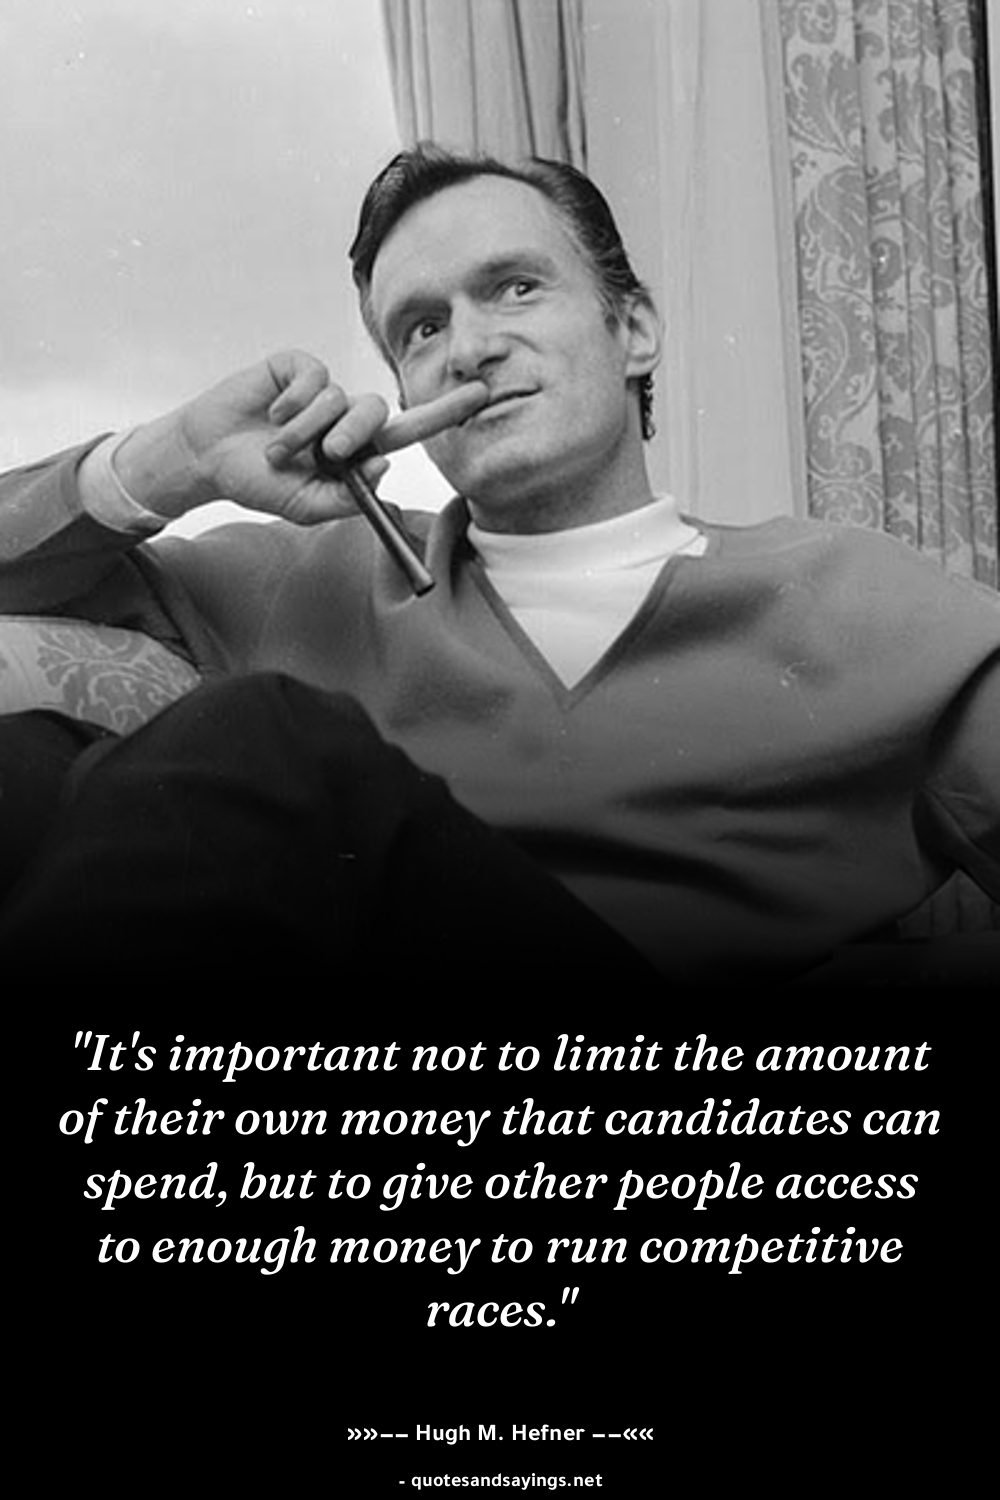 "It's important not to limit the amount
of their own money that candidates can
spend, but to give other people access
to enough money to run competitive
races."
»»–– Hugh M. Hefner ––««
- quotesandsayings.net